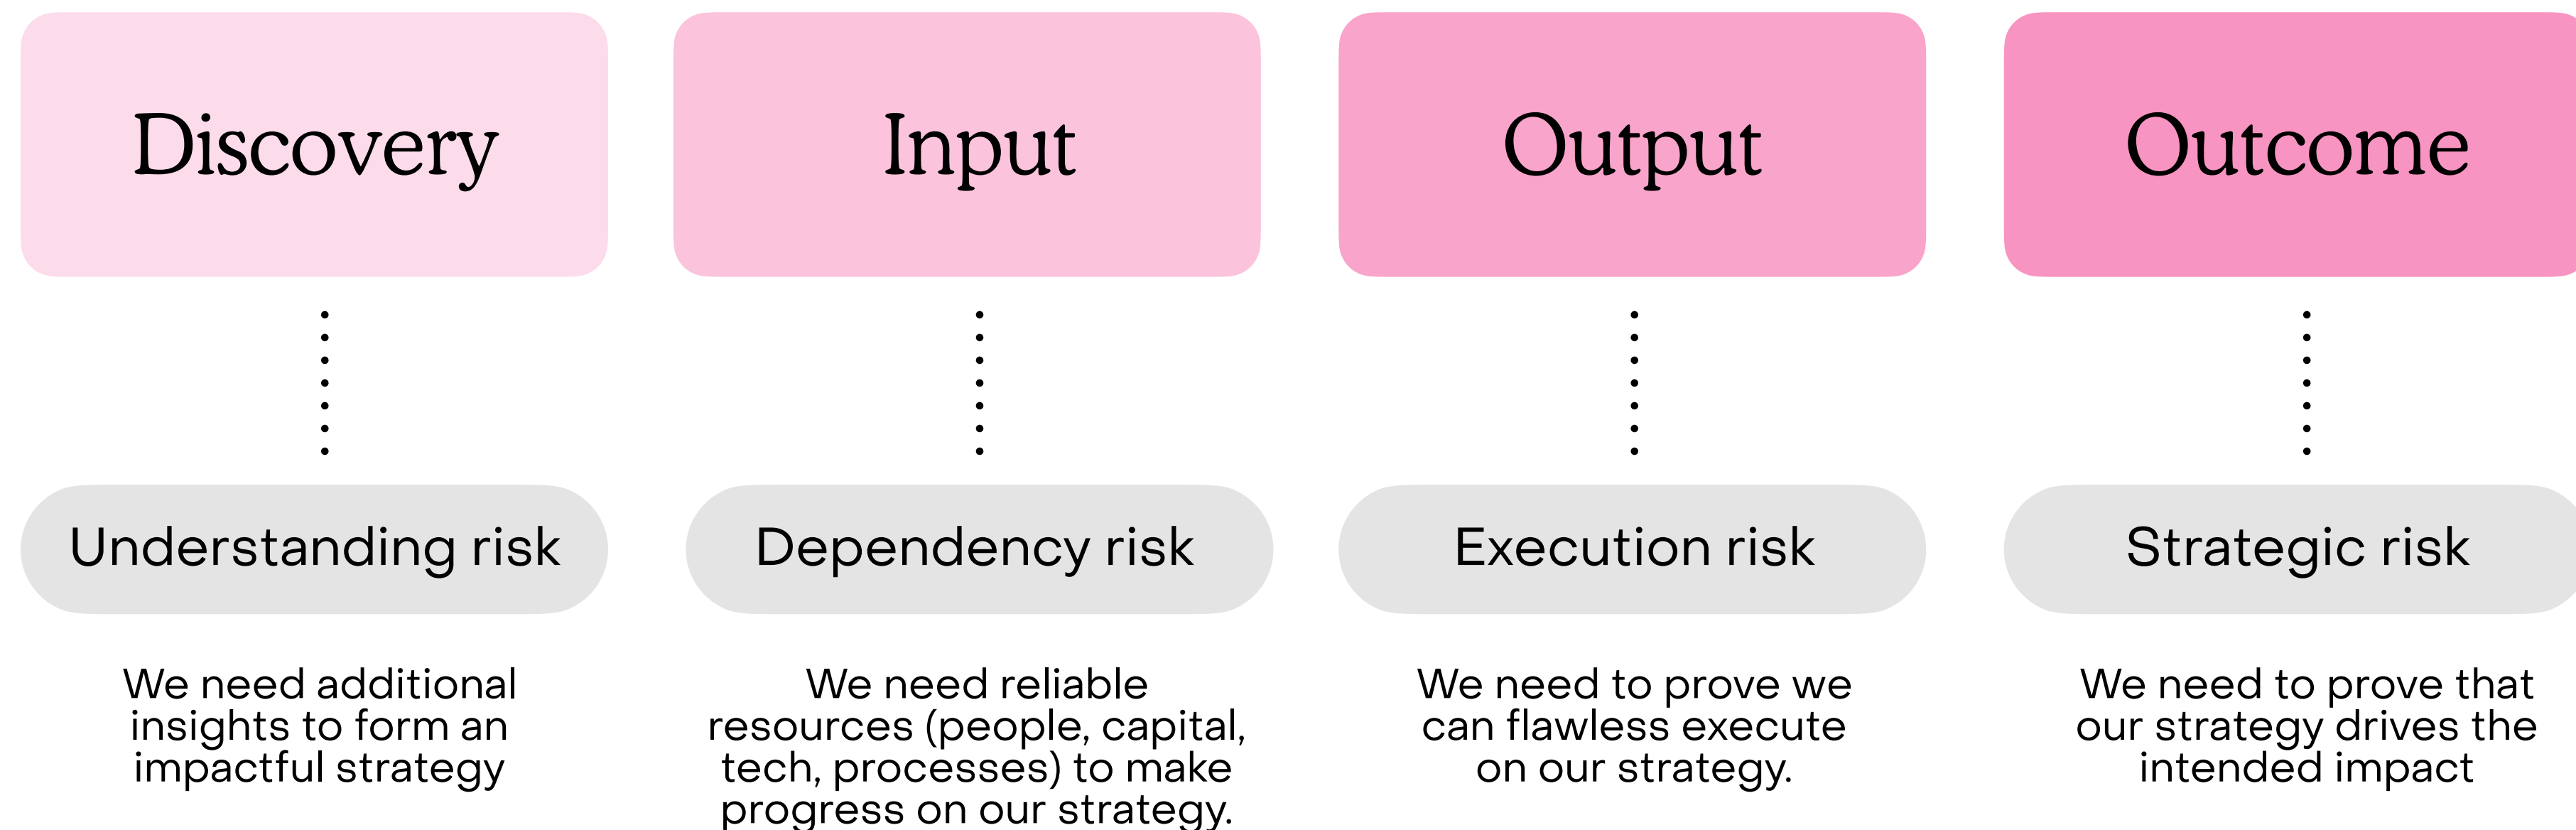 Discovery
Input
Output
Outcome
Understanding risk
Dependency risk
Execution risk
Strategic risk
We need additional
insights to form an
impactful strategy
We need reliable
resources (people, capital,
tech, processes) to make
progress on our strategy.
We need to prove we
can flawless execute
on our strategy.
We need to prove that
our strategy drives the
intended impact